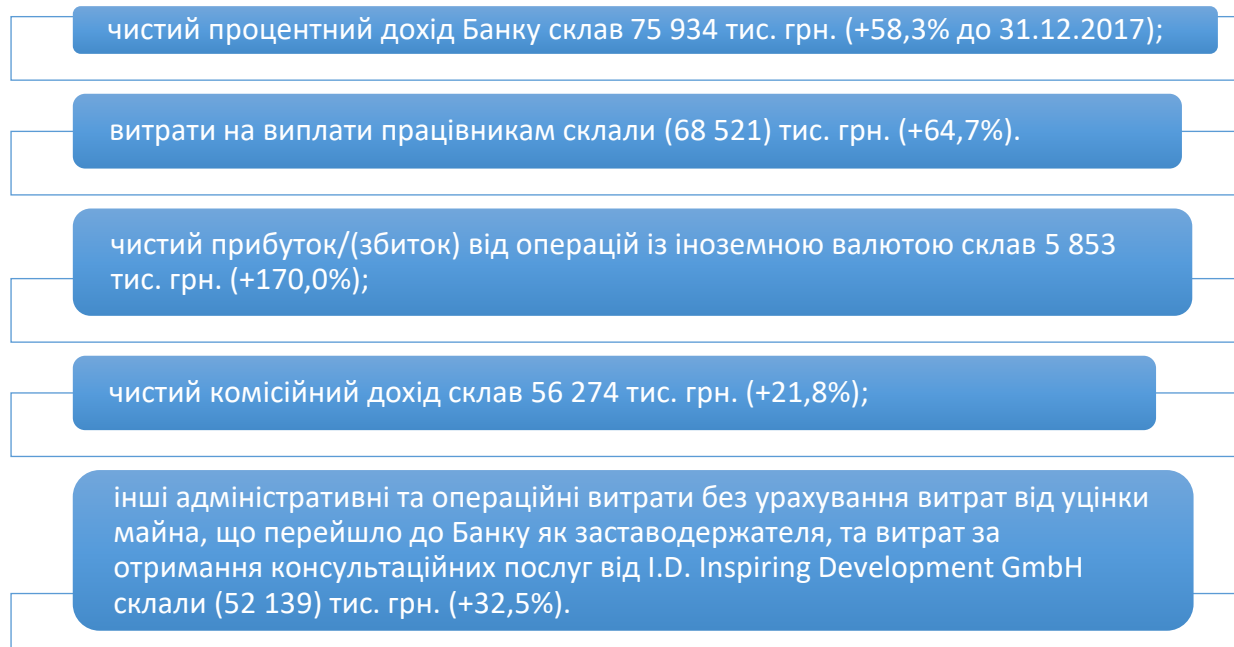 чистий процентний дохід Банку склав 75 934 тис. грн. (+58,3% до 31.12.2017);
витрати на виплати працівникам склали (68 521) тис. грн. (+64,7%).
чистий прибуток/(збиток) від операцій із іноземною валютою склав 5 853
тис. грн. (+170,0%);
чистий комісійний дохід склав 56 274 тис. грн. (+21,8%);
інші адміністративні та операційні витрати без урахування витрат від уцінки
майна, що перейшло до Банку як заставодержателя, та витрат за
отримання консультаційних послуг від I.D. Inspiring Development GmbH
склали (52 139) тис. грн. (+32,5%).